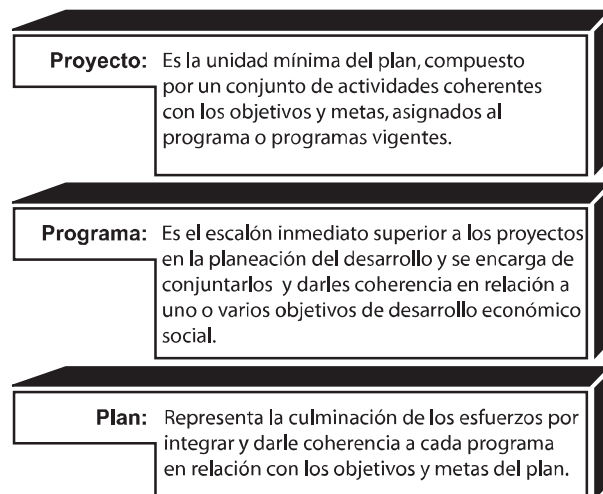 Proyecto: Es la unidad mínima del plan, compuesto
por un conjunto de actividades coherentes
con los objetivos y metas, asignados al
programa o programas vigentes.
Programa: Es el escalón inmediato superior a los proyectos
en la planeación del desarrollo y se encarga de
conjuntarlos y darles coherencia en relación a
uno o varios objetivos de desarrollo económico
social.
Plan: Representa la culminación de los esfuerzos por
integrar y darle coherencia a cada programa
en relación con los objetivos y metas del plan.